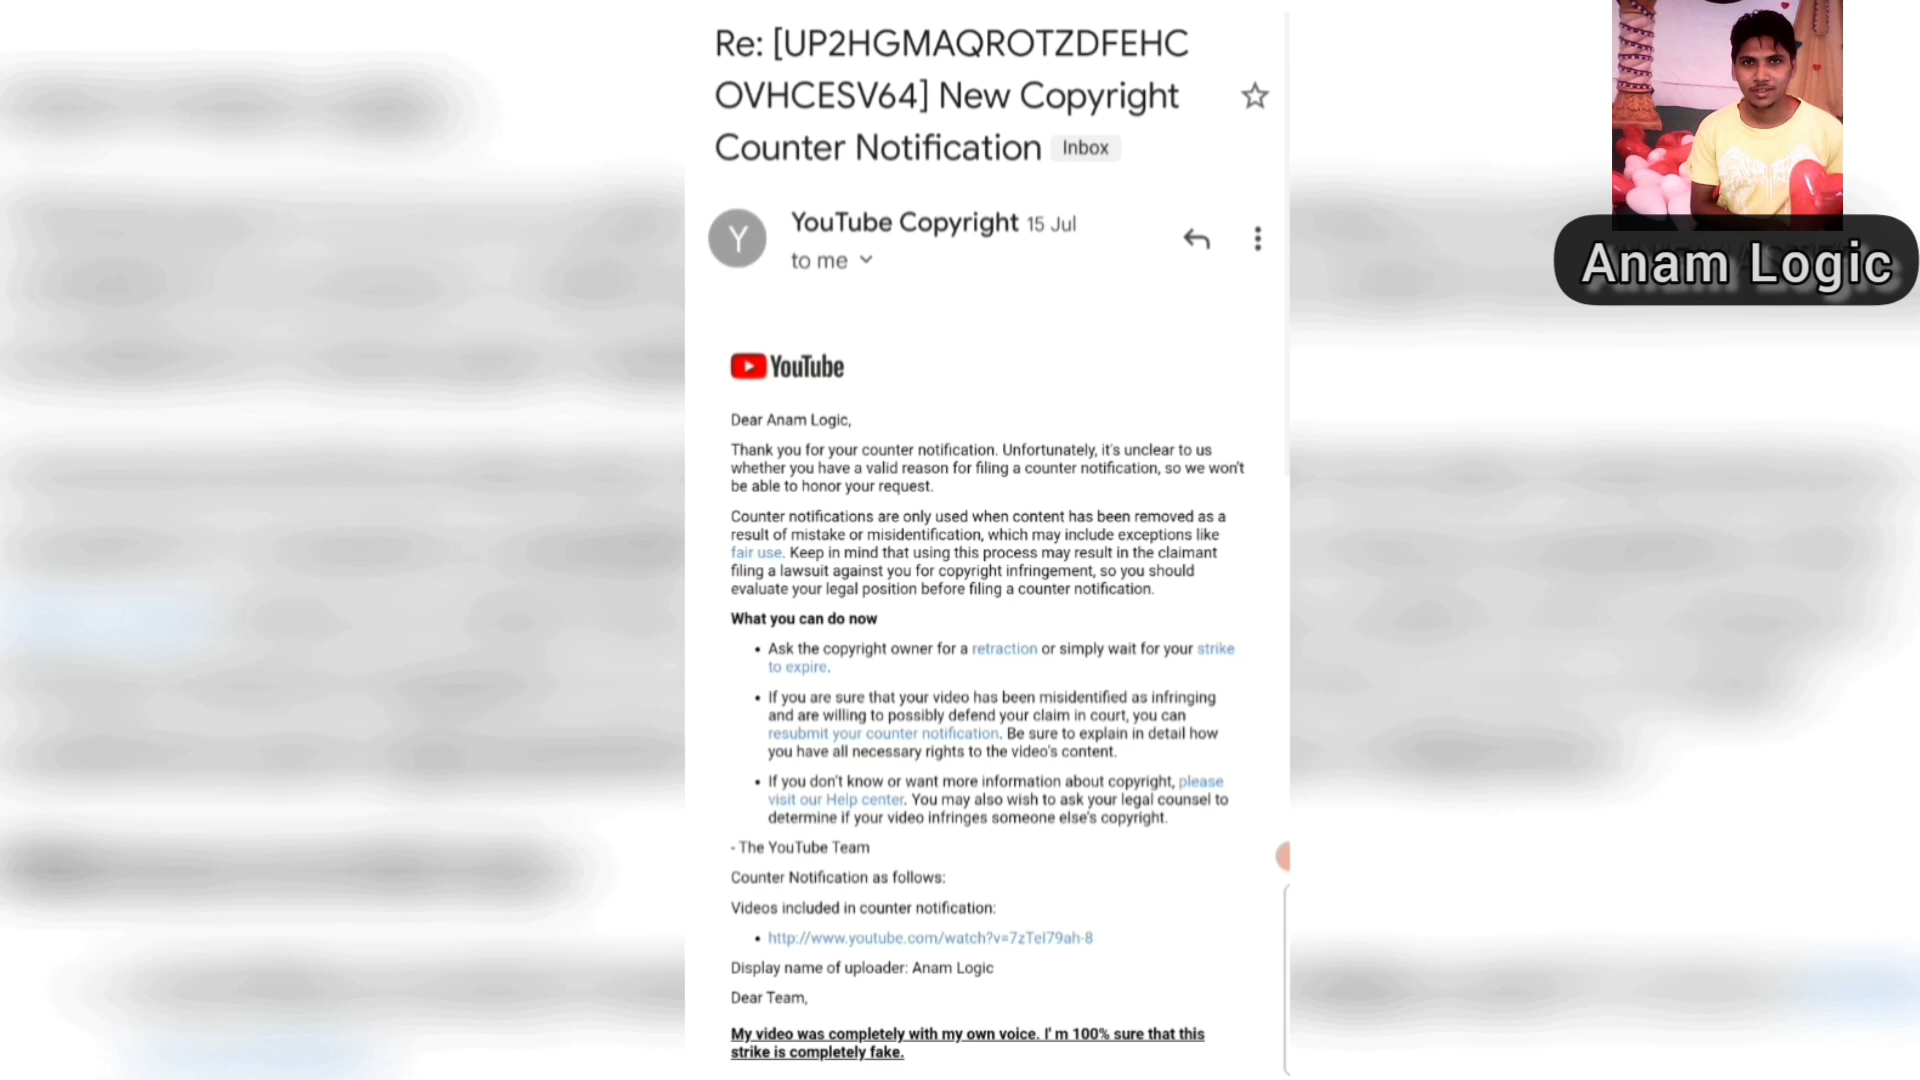 Re: [UP2HGMAQROTZDFEHC
OVHCESV64] New Copyright
Counter Notification Inbox
Y
YouTube Copyright 15 Jul
to me
Anam Logic
YouTube
Dear Anam Logic,
Thank you for your counter notification. Unfortunately, it's unclear to us
whether you have a valid reason for filing a counter notification, so we won't
be able to honor your request.
Counter notifications are only used when content has been removed as a
result of mistake or misidentification, which may include exceptions like
fair use. Keep in mind that using this process may result in the claimant
filing a lawsuit against you for copyright infringement, so you should
evaluate your legal position before filing a counter notification.
What you can do now
• Ask the copyright owner for a retraction or simply wait for your strike
to expire.
• If you are sure that your video has been misidentified as infringing
and are willing to possibly defend your claim in court, you can
resubmit your counter notification. Be sure to explain in detail how
you have all necessary rights to the video's content.
• If you don't know or want more information about copyright, please
visit our Help center. You may also wish to ask your legal counsel to
determine if your video infringes someone else's copyright.
- The YouTube Team
Counter Notification as follows:
Videos included in counter notification:
• http://www.youtube.com/watch?v=7zTeI79ah-8
Display name of uploader: Anam Logic
Dear Team,
My video was completely with my own voice. I' m 100% sure that this
strike is completely fake.